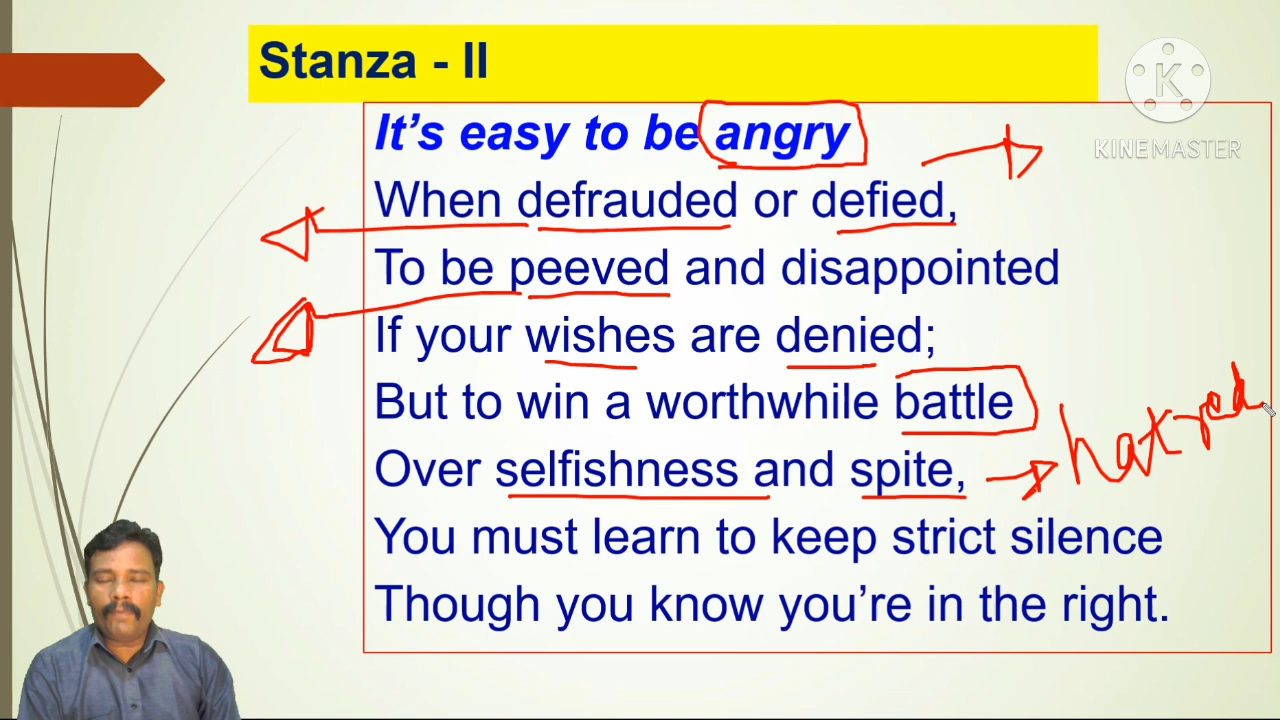 Stanza - II
K
KINEMASTER
It's easy to be angry
When defrauded or defied,
To be peeved and disappointed
If your wishes are denied;
But to win a worthwhile battle
Over selfishness and spite,
hatred
You must learn to keep strict silence
Though you know you're in the right.